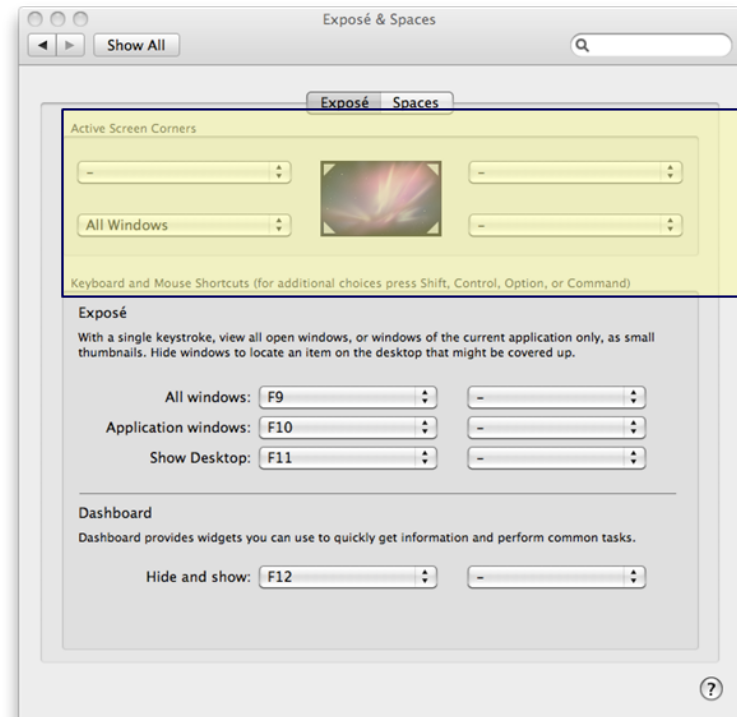 Exposé & Spaces
Show All
Exposé Spaces
Active Screen Corners
– –
All Windows –
Keyboard and Mouse Shortcuts (for additional choices press Shift, Control, Option, or Command)
Exposé
With a single keystroke, view all open windows, or windows of the current application only, as small
thumbnails. Hide windows to locate an item on the desktop that might be covered up.
All windows: F9 –
Application windows: F10 –
Show Desktop: F11 –
Dashboard
Dashboard provides widgets you can use to quickly get information and perform common tasks.
Hide and show: F12 –
?